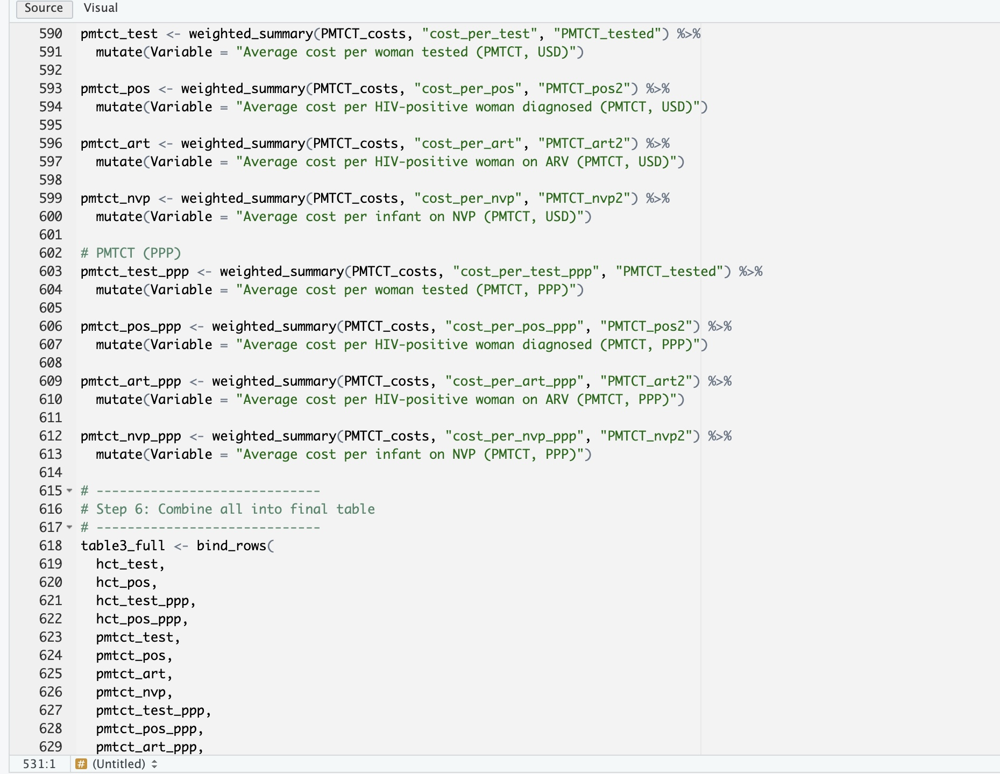 Source Visual
590 pmtct_test <- weighted_summary(PMTCT_costs, "cost_per_test", "PMTCT_tested") %>%
591   mutate(Variable = "Average cost per woman tested (PMTCT, USD)")
592
593 pmtct_pos <- weighted_summary(PMTCT_costs, "cost_per_pos", "PMTCT_pos2") %>%
594   mutate(Variable = "Average cost per HIV-positive woman diagnosed (PMTCT, USD)")
595
596 pmtct_art <- weighted_summary(PMTCT_costs, "cost_per_art", "PMTCT_art2") %>%
597   mutate(Variable = "Average cost per HIV-positive woman on ARV (PMTCT, USD)")
598
599 pmtct_nvp <- weighted_summary(PMTCT_costs, "cost_per_nvp", "PMTCT_nvp2") %>%
600   mutate(Variable = "Average cost per infant on NVP (PMTCT, USD)")
601
602 # PMTCT (PPP)
603 pmtct_test_ppp <- weighted_summary(PMTCT_costs, "cost_per_test_ppp", "PMTCT_tested") %>%
604   mutate(Variable = "Average cost per woman tested (PMTCT, PPP)")
605
606 pmtct_pos_ppp <- weighted_summary(PMTCT_costs, "cost_per_pos_ppp", "PMTCT_pos2") %>%
607   mutate(Variable = "Average cost per HIV-positive woman diagnosed (PMTCT, PPP)")
608
609 pmtct_art_ppp <- weighted_summary(PMTCT_costs, "cost_per_art_ppp", "PMTCT_art2") %>%
610   mutate(Variable = "Average cost per HIV-positive woman on ARV (PMTCT, PPP)")
611
612 pmtct_nvp_ppp <- weighted_summary(PMTCT_costs, "cost_per_nvp_ppp", "PMTCT_nvp2") %>%
613   mutate(Variable = "Average cost per infant on NVP (PMTCT, PPP)")
614
615 # -----------------------------
616 # Step 6: Combine all into final table
617 # -----------------------------
618 table3_full <- bind_rows(
619   hct_test,
620   hct_pos,
621   hct_test_ppp,
622   hct_pos_ppp,
623   pmtct_test,
624   pmtct_pos,
625   pmtct_art,
626   pmtct_nvp,
627   pmtct_test_ppp,
628   pmtct_pos_ppp,
629   pmtct_art_ppp,
531:1 # (Untitled)